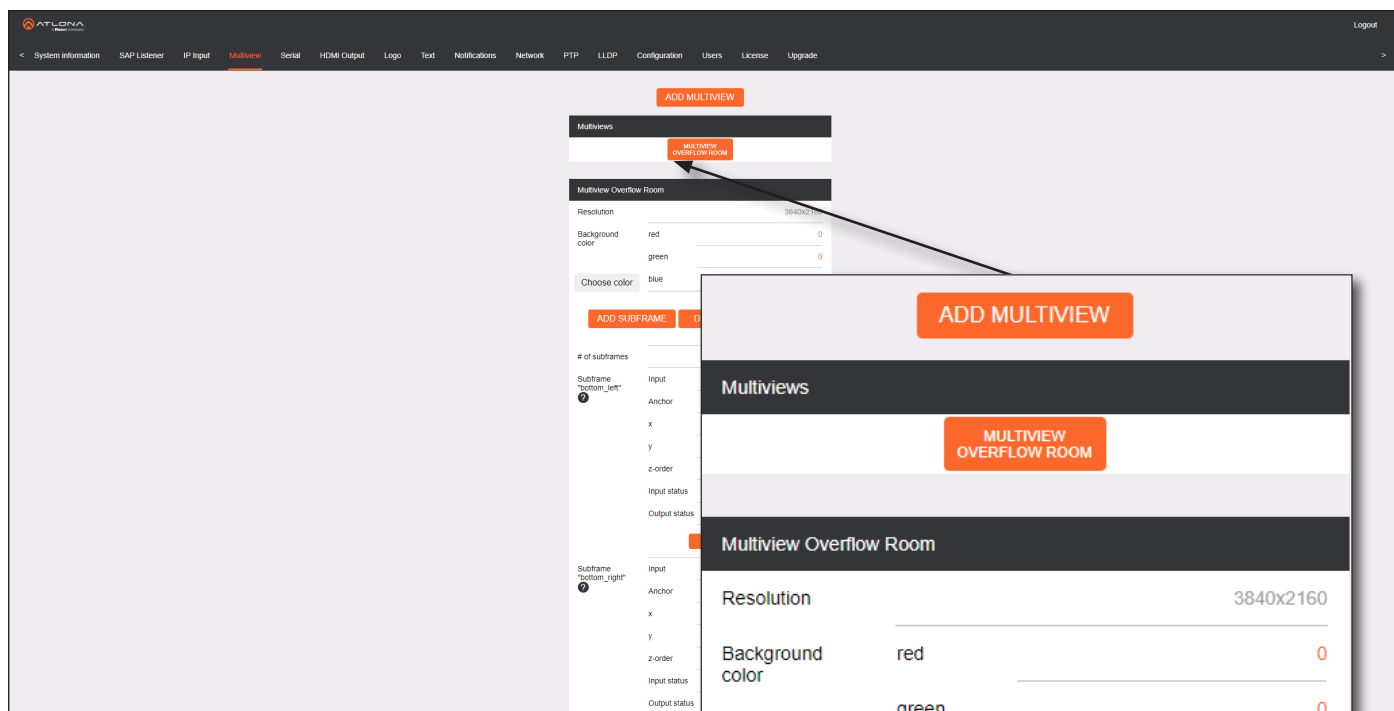 ATLONA
Logout
< System information SAP Listener IP Input Multiview Serial HDMI Output Logo Text Notifications Network PTP LLDP Configuration Users License Upgrade >
ADD MULTIVIEW
Multiviews
MULTIVIEW
OVERFLOW ROOM
Multiview Overflow Room
Resolution 3840x2160
Background
color
red 0
green 0
Choose color
blue
ADD SUBFRAME D
# of subframes
Subframe
"bottom_left"
?
Input
Anchor
x
y
z-order
Input status
Output status
Subframe
"bottom_right"
?
Input
Anchor
x
y
z-order
Input status
Output status
ADD MULTIVIEW
Multiviews
MULTIVIEW
OVERFLOW ROOM
Multiview Overflow Room
Resolution 3840x2160
Background
color
red 0
green 0